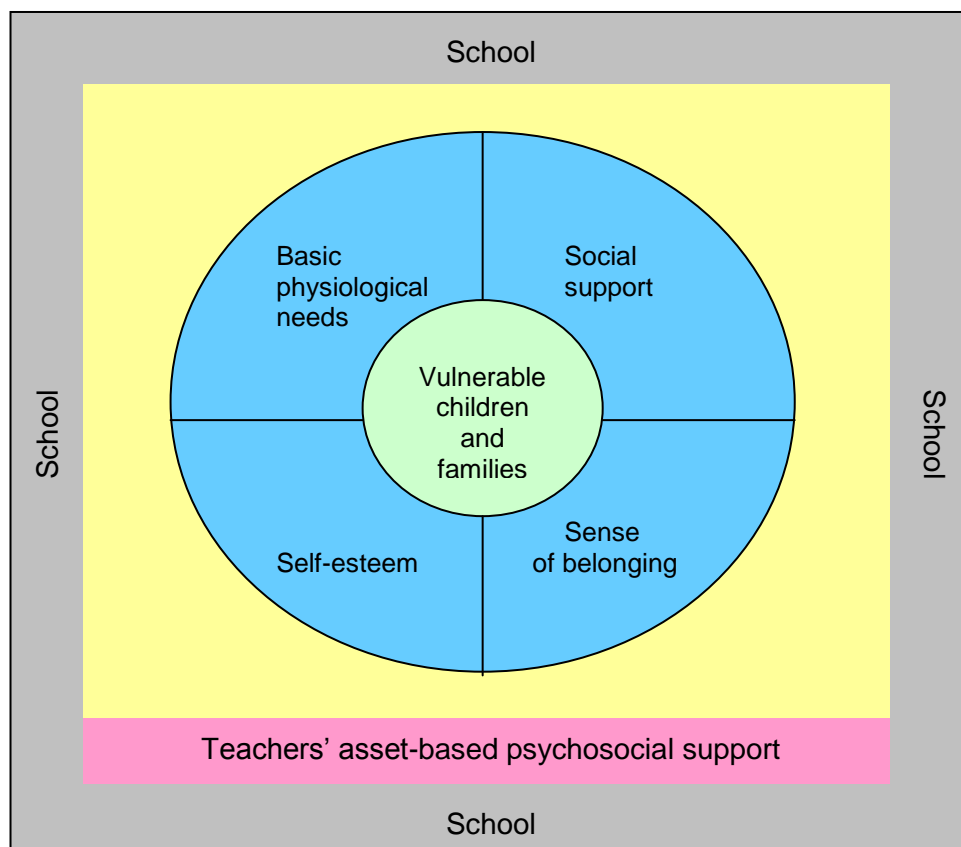 School
Basic
physiological
needs
Social
support
Vulnerable
children
and
families
School
School
Self-esteem
Sense
of belonging
Teachers’ asset-based psychosocial support
School